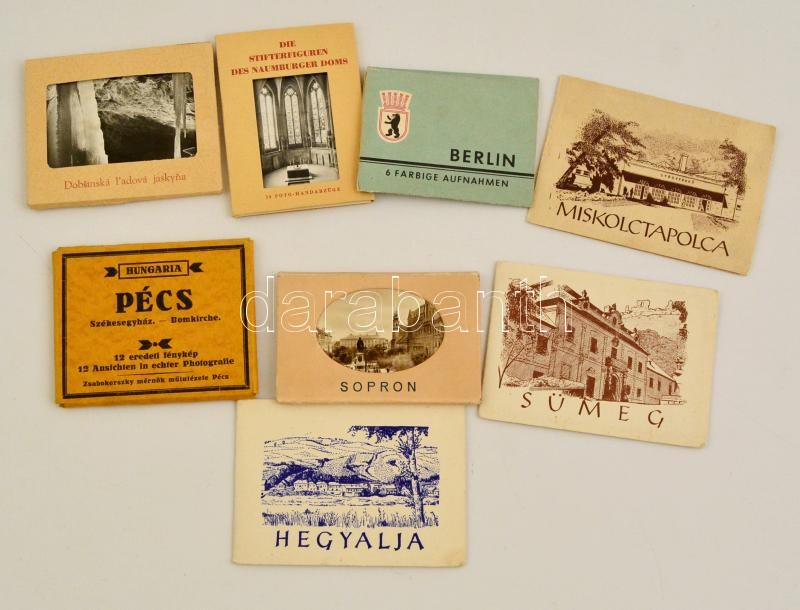 Dobšinská ľadová jaskyňa
DIE
STIFTERFIGUREN
DES NAUMBURGER DOMS
14 FOTO-HANDABZÜGE
BERLIN
6 FARBIGE AUFNAHMEN
MISKOLCTAPOLCA
HUNGARIA
PÉCS
Székesegyház. — Domkirche.
12 eredeti fénykép
12 Ansichten in echter Photografie
Zsabokorszky mérnök műintézete Pécs
SOPRON
SÜMEG
HEGYALJA
darabanth